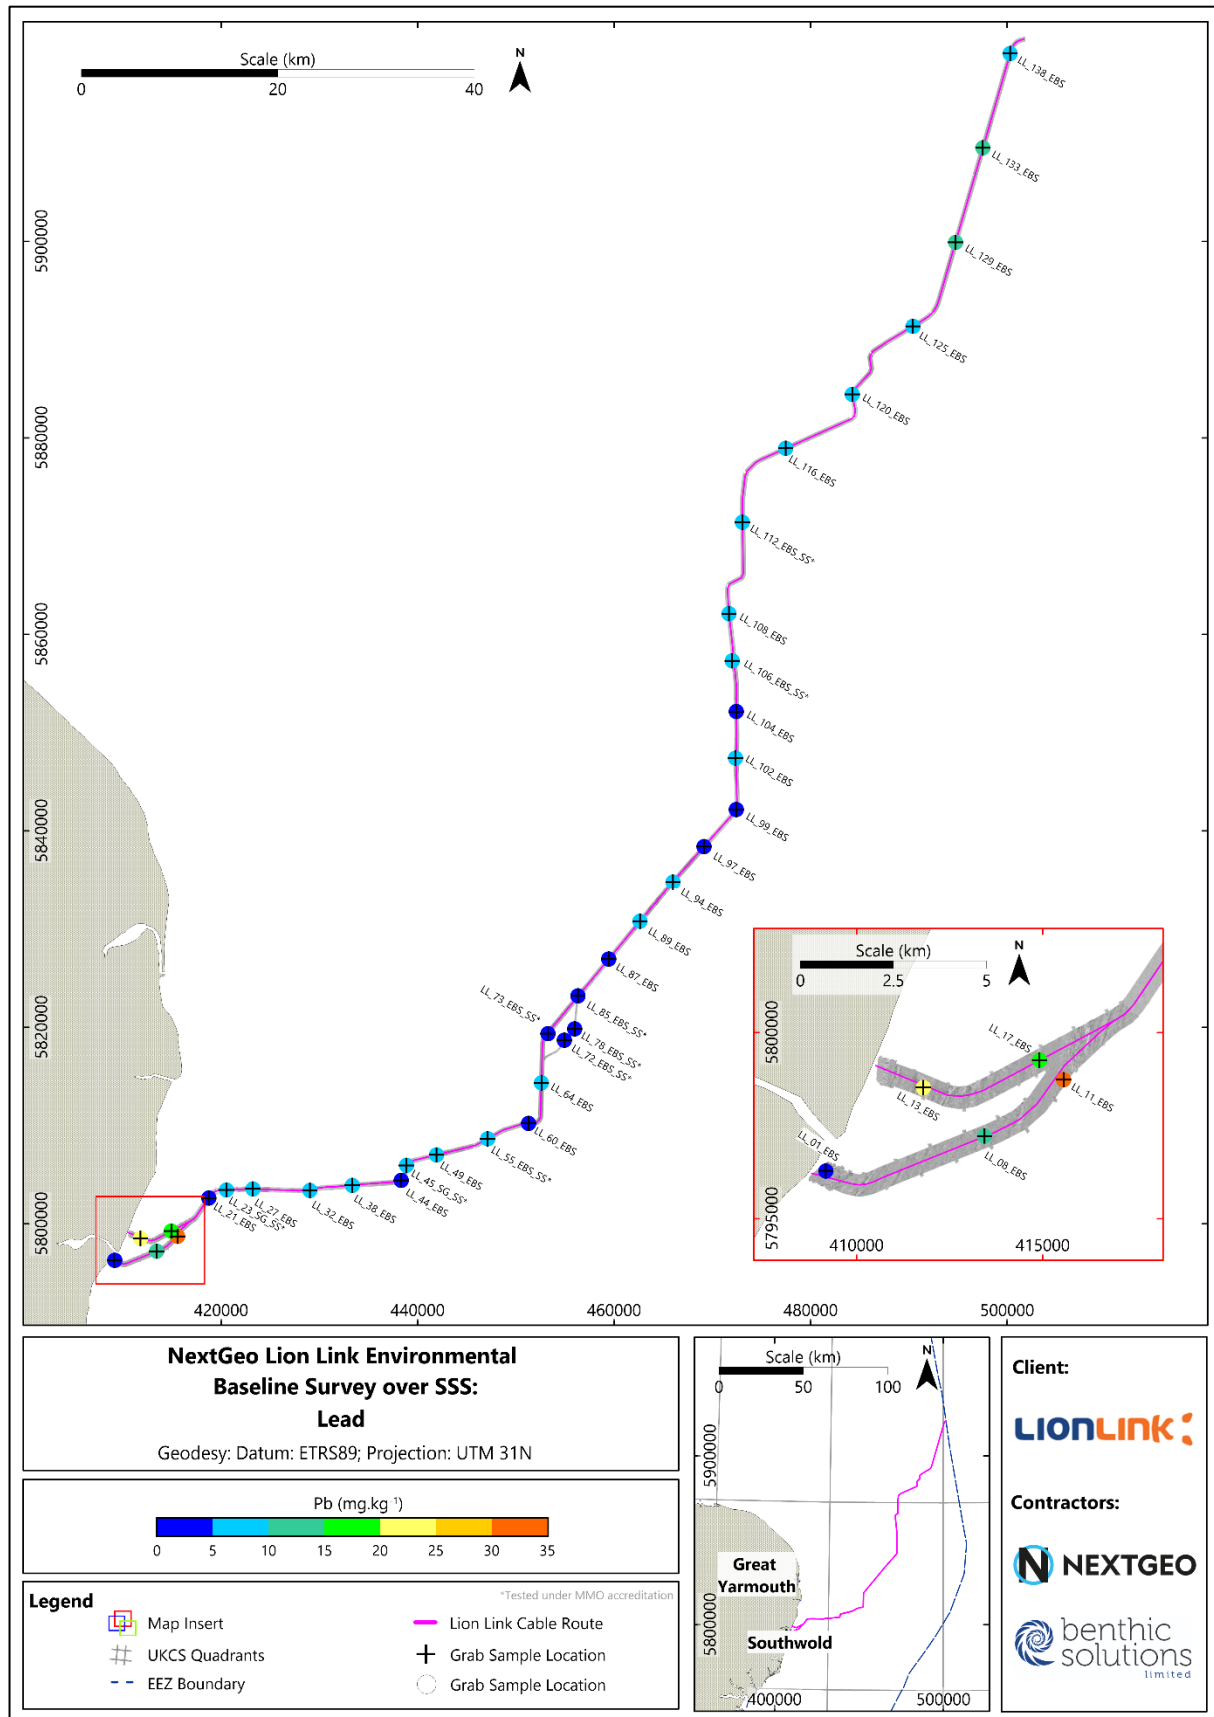 Scale (km)
0
20
40
N
LL_138_EBS
LL_133_EBS
LL_129_EBS
LL_125_EBS
LL_120_EBS
LL_116_EBS
LL_112_EBS_SS*
LL_108_EBS
LL_106_EBS_SS*
LL_104_EBS
LL_102_EBS
LL_99_EBS
LL_97_EBS
LL_94_EBS
LL_89_EBS
LL_87_EBS
LL_85_EBS_SS*
LL_73_EBS_SS*
LL_78_EBS_SS*
LL_72_EBS_SS*
LL_64_EBS
LL_60_EBS
LL_55_EBS_SS*
LL_49_EBS
LL_45_SG_SS*
LL_44_EBS
LL_38_EBS
LL_32_EBS
LL_27_EBS
LL_23_SG_SS*
LL_21_EBS
5900000
5880000
5860000
5840000
5820000
5800000
420000
440000
460000
480000
500000
Scale (km)
0
2.5
5
N
LL_17_EBS
LL_13_EBS
LL_11_EBS
LL_08_EBS
LL_01_EBS
5800000
5795000
410000
415000
NextGeo Lion Link Environmental
Baseline Survey over SSS:
Lead
Geodesy: Datum: ETRS89; Projection: UTM 31N
Pb (mg.kg⁻¹)
0 5 10 15 20 25 30 35
Legend
*Tested under MMO accreditation
Map Insert
UKCS Quadrants
EEZ Boundary
Lion Link Cable Route
Grab Sample Location
Grab Sample Location
Scale (km)
0 50 100
N
5900000
5800000
Great
Yarmouth
Southwold
400000
500000
Client:
LIONLINK
Contractors:
N NEXTGEO
benthic
solutions
limited